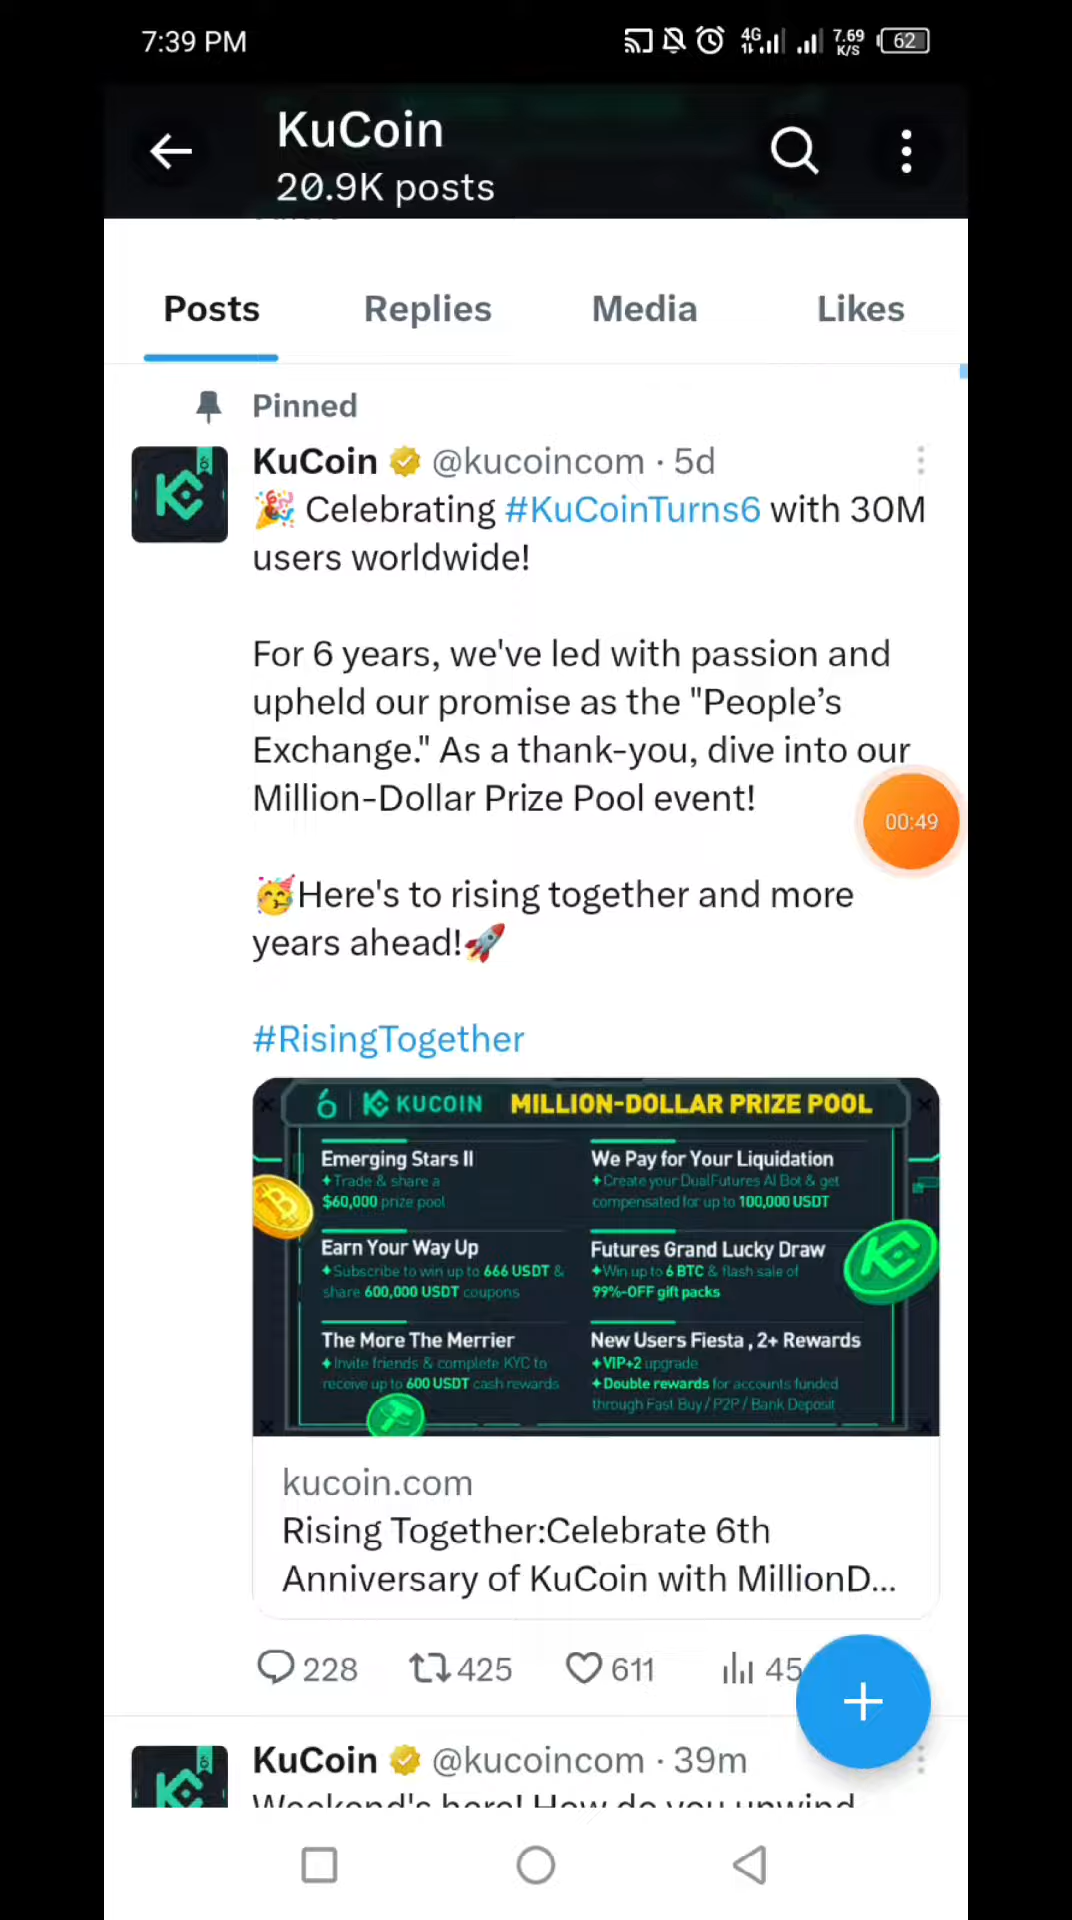 7:39 PM
4G
7.69
K/S
62
KuCoin
20.9K posts
Posts Replies Media Likes
Pinned
KuCoin @kucoincom · 5d
🎉 Celebrating #KuCoinTurns6 with 30M
users worldwide!
For 6 years, we've led with passion and
upheld our promise as the "People’s
Exchange." As a thank-you, dive into our
Million-Dollar Prize Pool event!
00:49
🥳Here's to rising together and more
years ahead!🚀
#RisingTogether
6 KUCOIN MILLION-DOLLAR PRIZE POOL
Emerging Stars II
✦Trade & share a
$60,000 prize pool
We Pay for Your Liquidation
✦Create your DualFutures AI Bot & get
compensated for up to 100,000 USDT
Earn Your Way Up
✦Subscribe to win up to 666 USDT &
share 600,000 USDT coupons
Futures Grand Lucky Draw
✦Win up to 6 BTC & flash sale of
99%-OFF gift packs
The More The Merrier
✦Invite friends & complete KYC to
receive up to 600 USDT cash rewards
New Users Fiesta , 2+ Rewards
✦VIP+2 upgrade
✦Double rewards for accounts funded
through Fast Buy / P2P / Bank Deposit
kucoin.com
Rising Together:Celebrate 6th
Anniversary of KuCoin with MillionD...
228 425 611 45
KuCoin @kucoincom · 39m
Weekend's here! How do you unwind